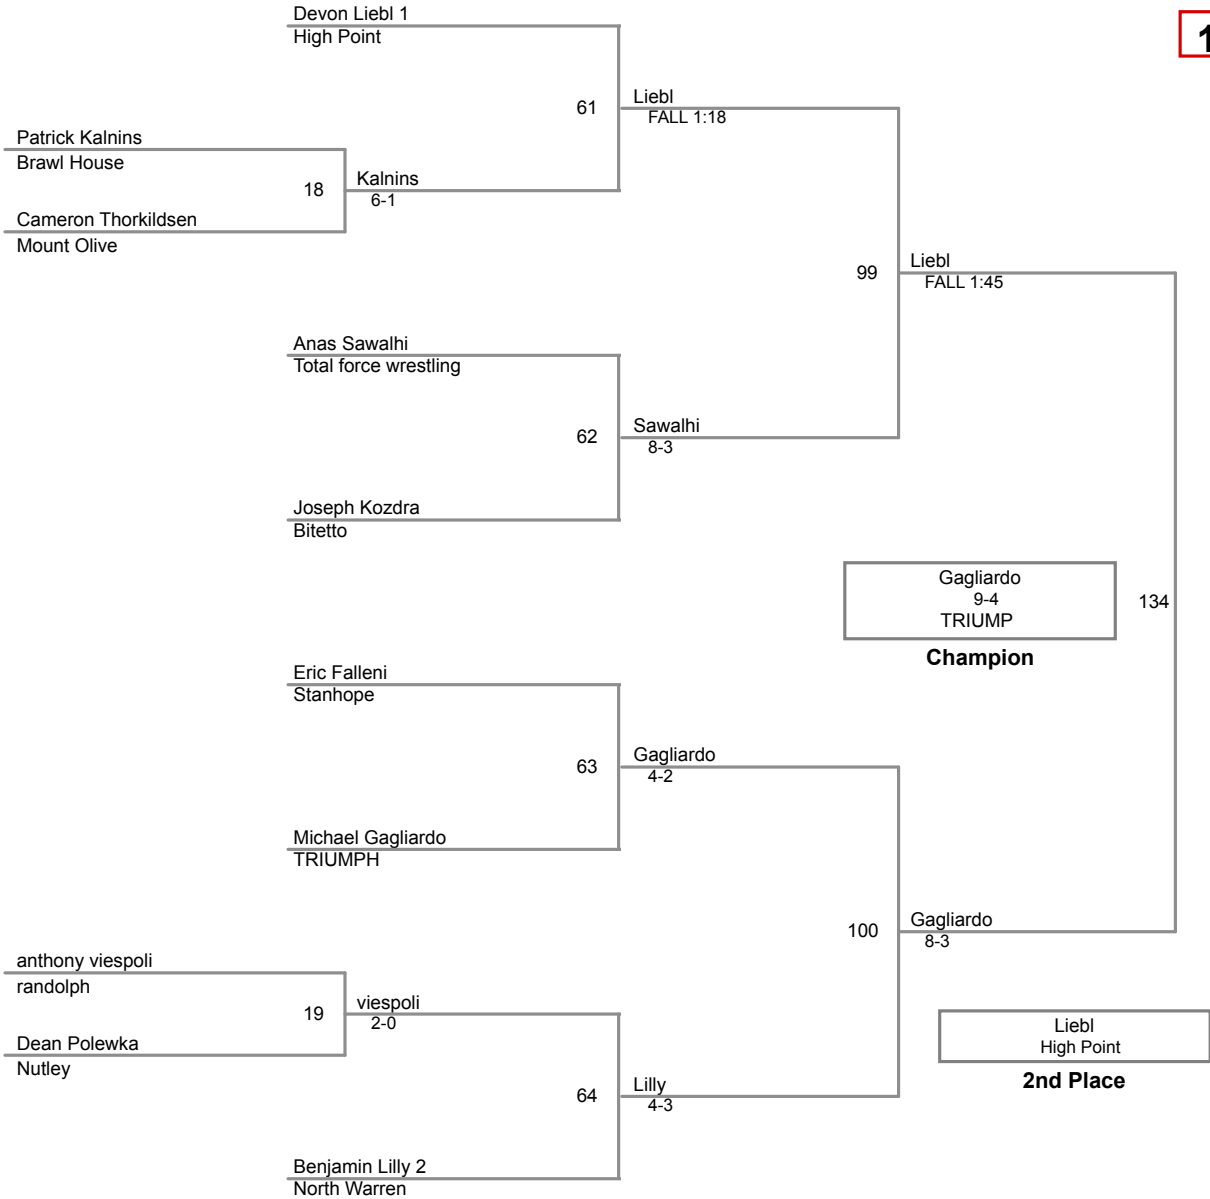 Devon Liebl 1
High Point
1
61
Liebl
FALL 1:18
Patrick Kalnins
Brawl House
18
Kalnins
6-1
Cameron Thorkildsen
Mount Olive
99
Liebl
FALL 1:45
Anas Sawalhi
Total force wrestling
62
Sawalhi
8-3
Joseph Kozdra
Bitetto
Gagliardo
9-4
TRIUMP
134
Champion
Eric Falleni
Stanhope
63
Gagliardo
4-2
Michael Gagliardo
TRIUMPH
100
Gagliardo
8-3
anthony viespoli
randolph
19
viespoli
2-0
Dean Polewka
Nutley
Liebl
High Point
2nd Place
64
Lilly
4-3
Benjamin Lilly 2
North Warren